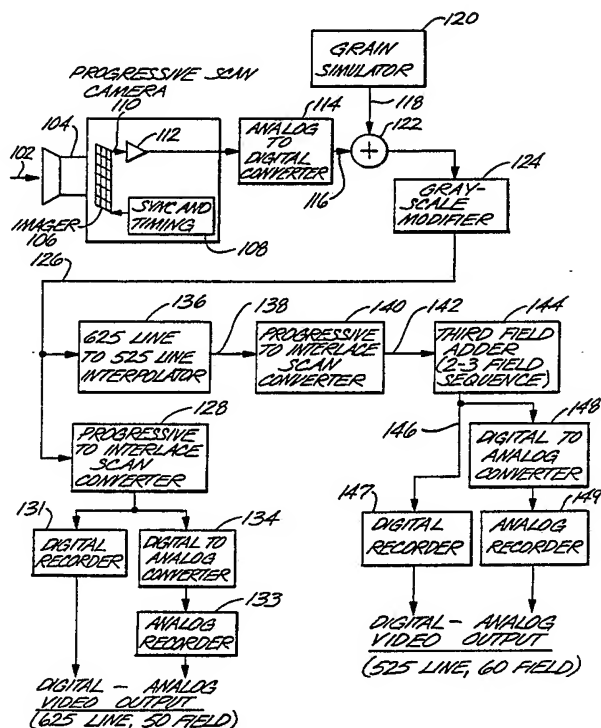 120
GRAIN
SIMULATOR
PROGRESSIVE SCAN
CAMERA
110
104
112
114
118
122
102
ANALOG
TO
DIGITAL
CONVERTER
116
+
124
GRAY-
SCALE
MODIFIER
IMAGER
106
SYNC AND
TIMING
108
126
136
138
140
142
144
625 LINE
TO 525 LINE
INTERPOLATOR
PROGRESSIVE
TO INTERLACE
SCAN
CONVERTER
THIRD FIELD
ADDER
(2-3 FIELD
SEQUENCE)
128
PROGRESSIVE
TO INTERLACE
SCAN
CONVERTER
146
148
DIGITAL TO
ANALOG
CONVERTER
131
134
147
149
DIGITAL
RECORDER
DIGITAL TO
ANALOG
CONVERTER
DIGITAL
RECORDER
ANALOG
RECORDER
133
ANALOG
RECORDER
DIGITAL - ANALOG
VIDEO OUTPUT
(525 LINE, 60 FIELD)
DIGITAL - ANALOG
VIDEO OUTPUT
(625 LINE, 50 FIELD)